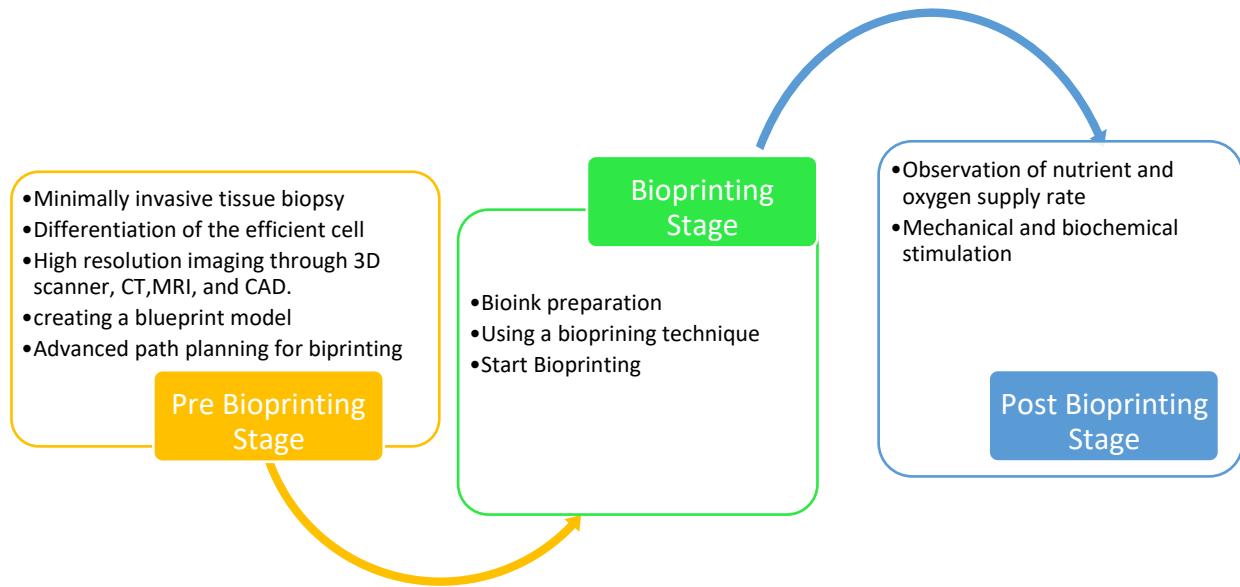 •Minimally invasive tissue biopsy
•Differentiation of the efficient cell
•High resolution imaging through 3D
scanner, CT,MRI, and CAD.
•creating a blueprint model
•Advanced path planning for biprinting
Pre Bioprinting
Stage
Bioprinting
Stage
•Bioink preparation
•Using a bioprining technique
•Start Bioprinting
•Observation of nutrient and
oxygen supply rate
•Mechanical and biochemical
stimulation
Post Bioprinting
Stage